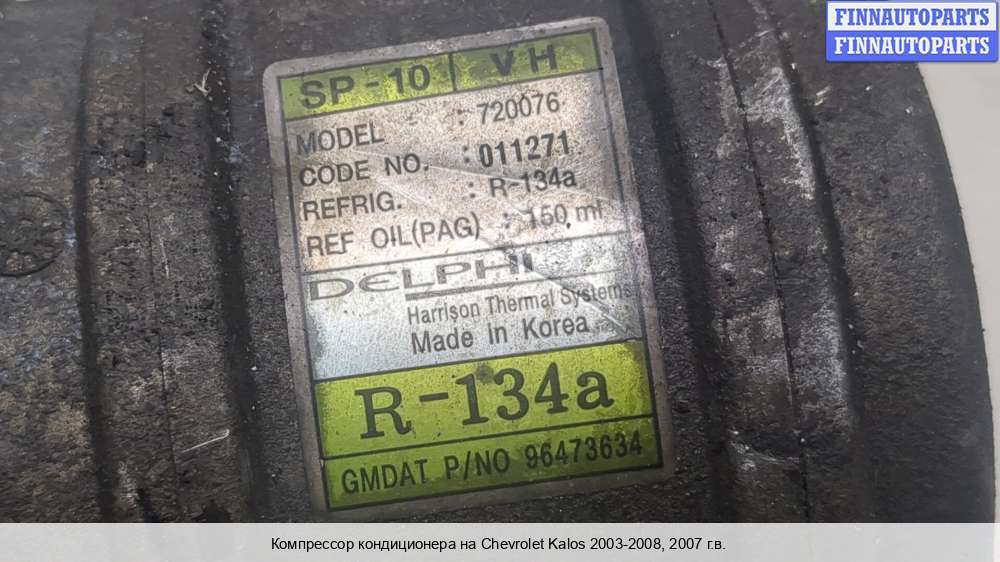 FINNAUTOPARTS
FINNAUTOPARTS
SP-10 VH
MODEL : 720076
CODE NO. : 011271
REFRIG. : R-134a
REF OIL(PAG) : 150 ml
DELPHI
Harrison Thermal Systems
Made In Korea
R-134a
GMDAT P/NO 96473634
Компрессор кондиционера на Chevrolet Kalos 2003-2008, 2007 г.в.